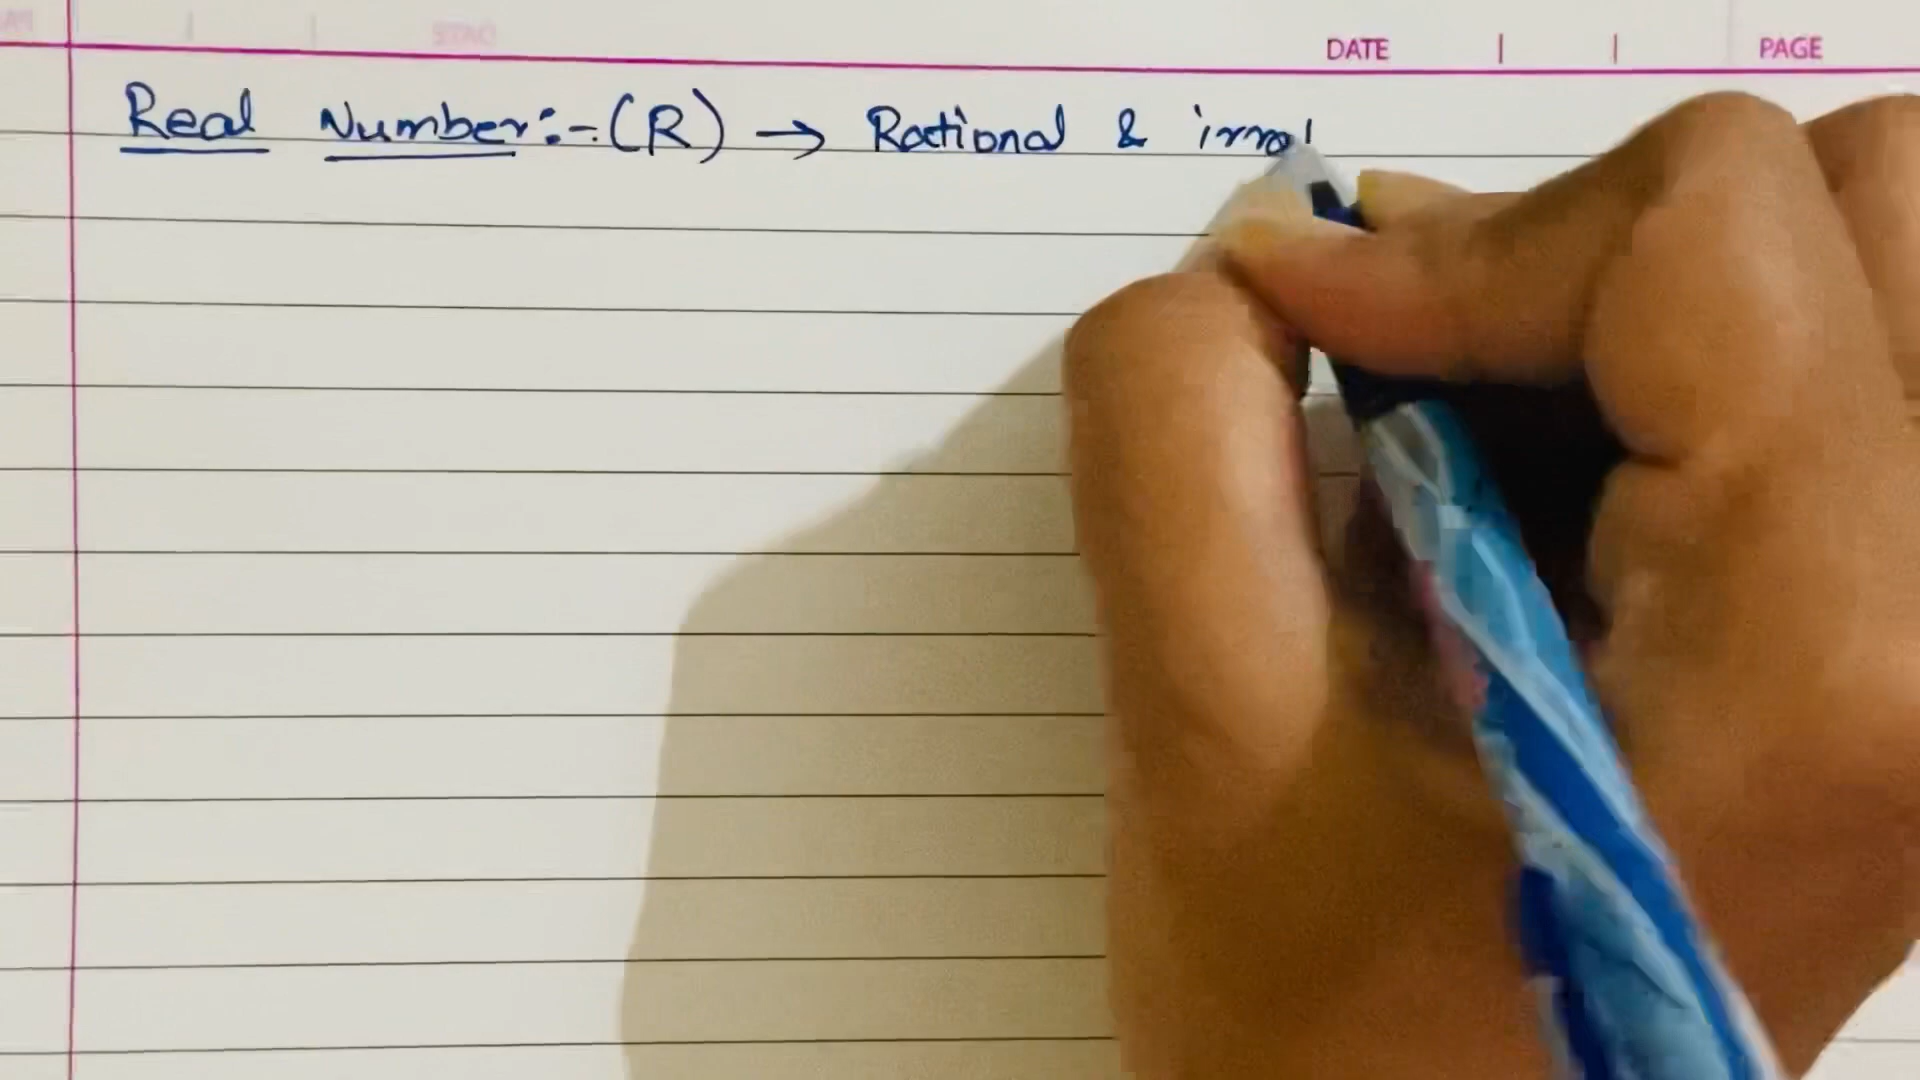 DATE PAGE
Real Number:-(R) → Rational & irra